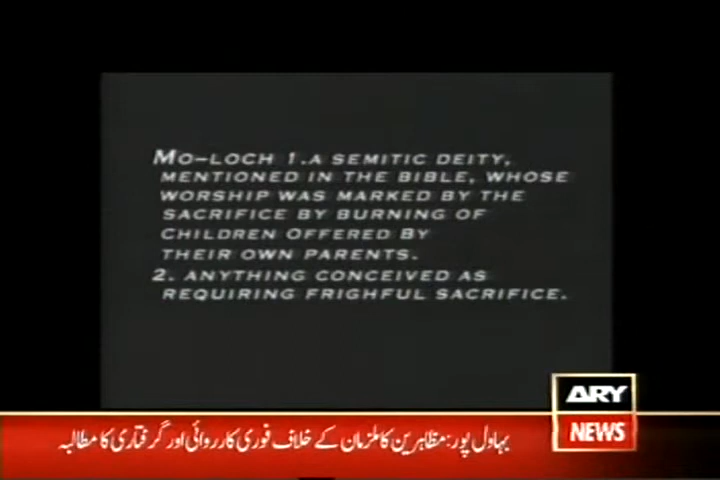 MO-LOCH 1.A SEMITIC DEITY,
MENTIONED IN THE BIBLE, WHOSE
WORSHIP WAS MARKED BY THE
SACRIFICE BY BURNING OF
CHILDREN OFFERED BY
THEIR OWN PARENTS.
2. ANYTHING CONCEIVED AS
REQUIRING FRIGHFUL SACRIFICE.
ARY
NEWS
بہاول پور: مظاہرین کا ملزمان کے خلاف فوری کارروائی اور گرفتاری کا مطالبہ